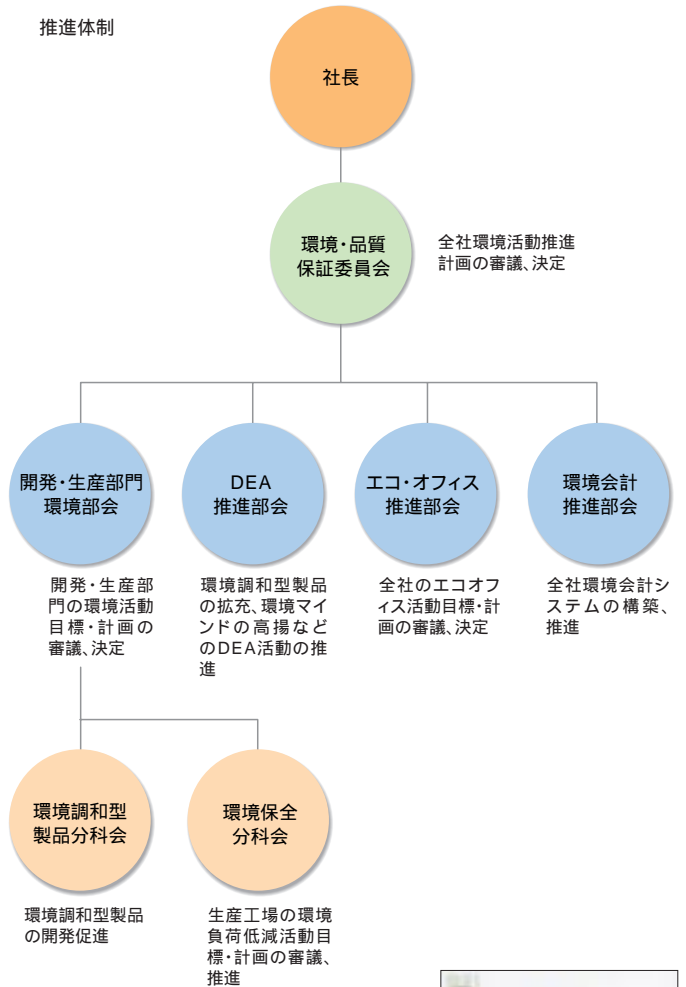 推進体制
社長
環境・品質
保証委員会
全社環境活動推進
計画の審議、決定
開発・生産部門
環境部会
DEA
推進部会
エコ・オフィス
推進部会
環境会計
推進部会
開発・生産部
門の環境活動
目標・計画の
審議、決定
環境調和型製品
の拡充、環境マイ
ンドの高揚など
のDEA活動の推
進
全社のエコオフ
ィス活動目標・計
画の審議、決定
全社環境会計シ
ステムの構築、
推進
環境調和型
製品分科会
環境保全
分科会
環境調和型製品
の開発促進
生産工場の環境
負荷低減活動目
標・計画の審議、
推進